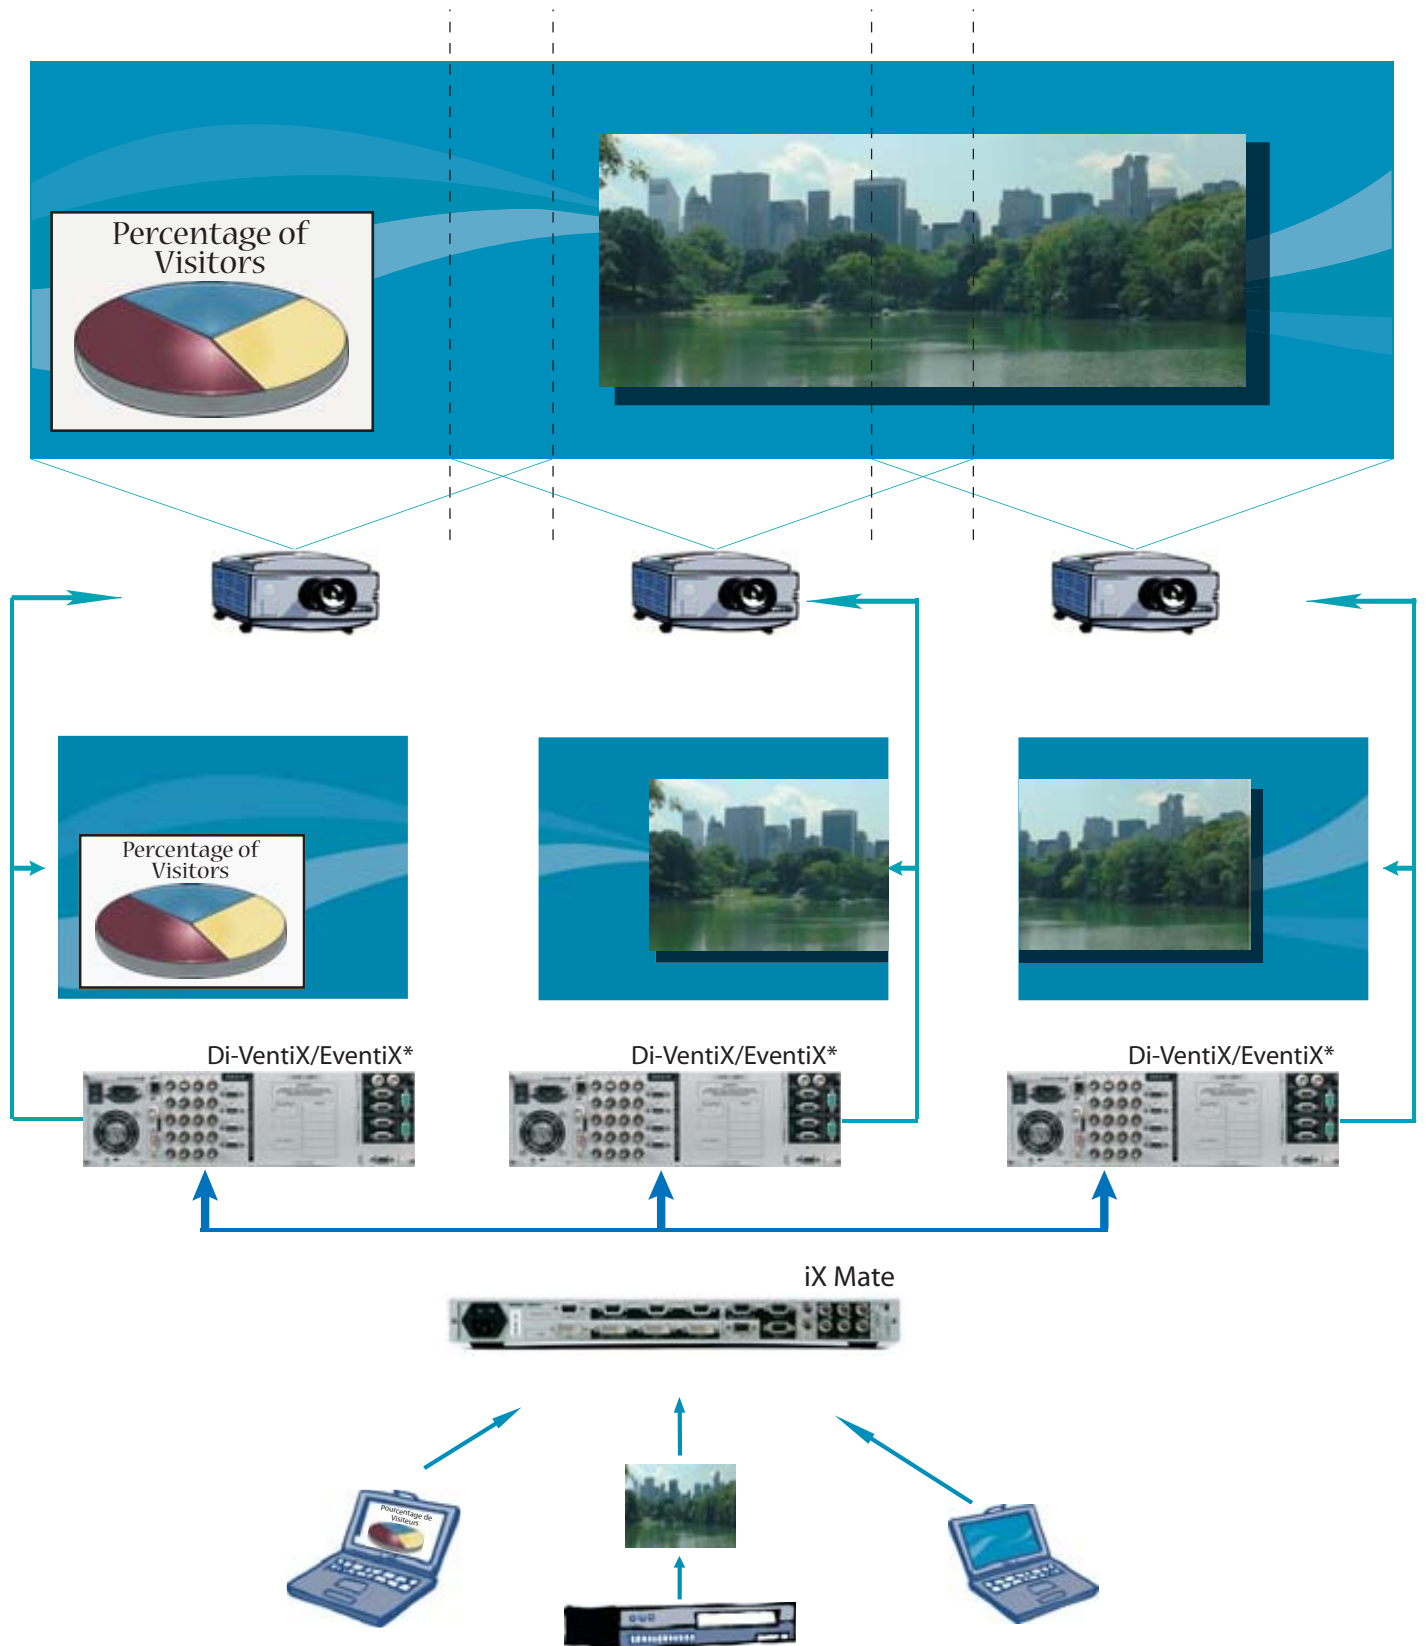 Percentage of
Visitors
Percentage of
Visitors
Di-VentiX/EventiX*
Di-VentiX/EventiX*
Di-VentiX/EventiX*
iX Mate
Pourcentage de
Visiteurs